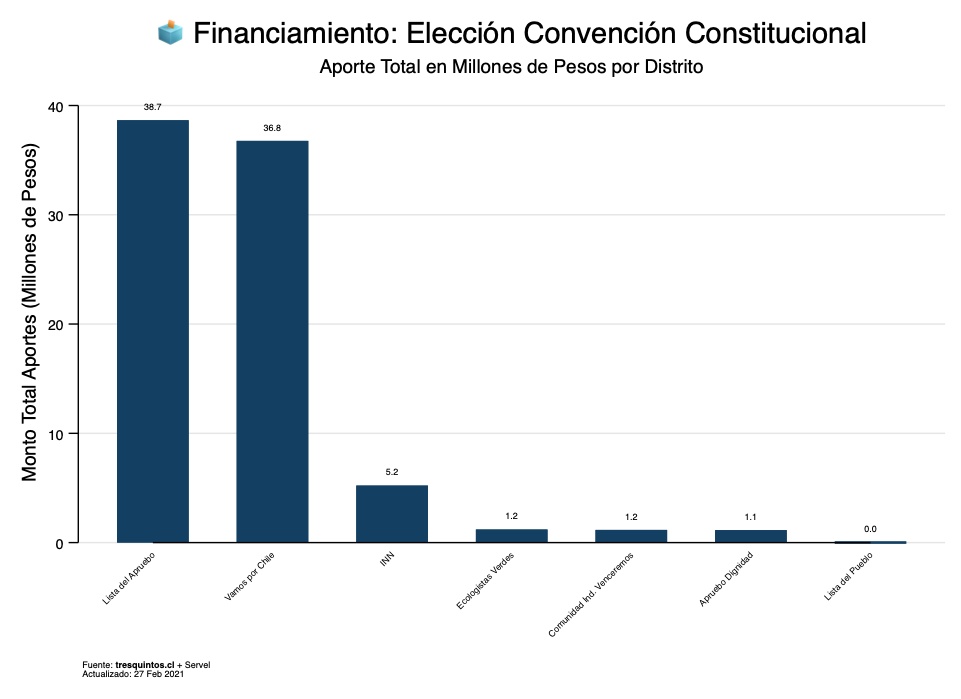 Financiamiento: Elección Convención Constitucional
Aporte Total en Millones de Pesos por Distrito
Monto Total Aportes (Millones de Pesos)
40
30
20
10
0
38.7
36.8
5.2
1.2
1.2
1.1
0.0
Lista del Apruebo
Vamos por Chile
INN
Ecologistas Verdes
Comunidad Ind. Venceremos
Apruebo Dignidad
Lista del Pueblo
Fuente: tresquintos.cl + Servel
Actualizado: 27 Feb 2021